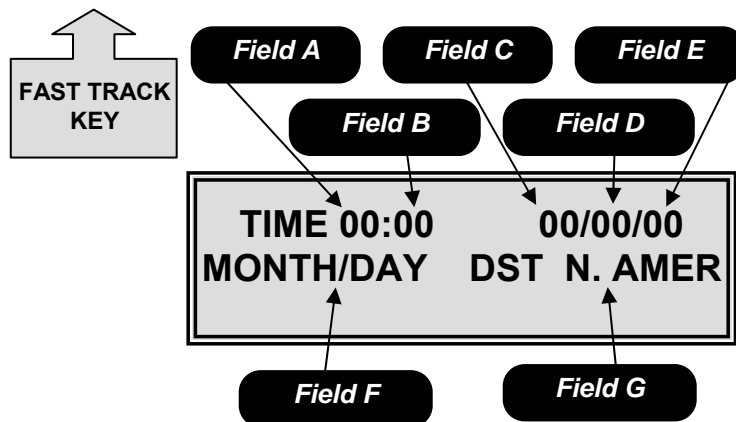 Field A
Field C
Field E
FAST TRACK
KEY
Field B
Field D
TIME 00:00 00/00/00
MONTH/DAY DST N. AMER
Field F
Field G